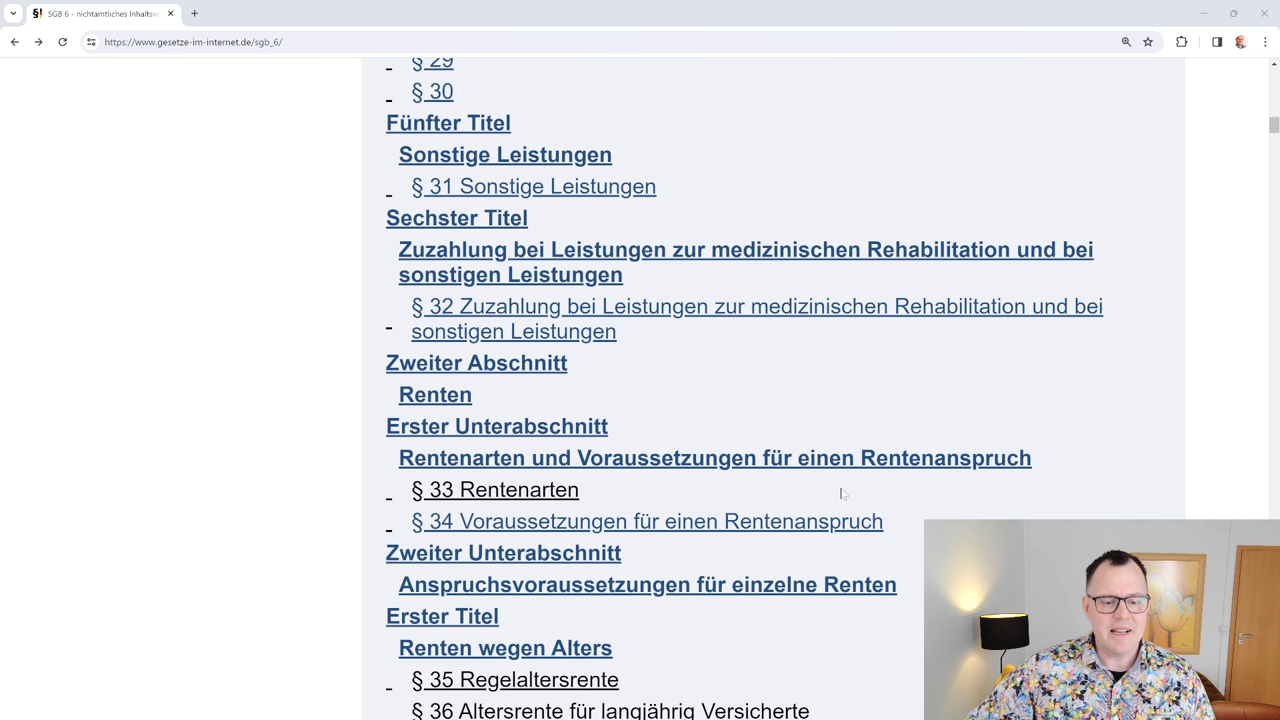 SGB 6 - nichtamtliches Inhaltsv
https://www.gesetze-im-internet.de/sgb_6/
§ 29
§ 30
Fünfter Titel
Sonstige Leistungen
§ 31 Sonstige Leistungen
Sechster Titel
Zuzahlung bei Leistungen zur medizinischen Rehabilitation und bei
sonstigen Leistungen
§ 32 Zuzahlung bei Leistungen zur medizinischen Rehabilitation und bei
sonstigen Leistungen
Zweiter Abschnitt
Renten
Erster Unterabschnitt
Rentenarten und Voraussetzungen für einen Rentenanspruch
§ 33 Rentenarten
§ 34 Voraussetzungen für einen Rentenanspruch
Zweiter Unterabschnitt
Anspruchsvoraussetzungen für einzelne Renten
Erster Titel
Renten wegen Alters
§ 35 Regelaltersrente
§ 36 Altersrente für langjährig Versicherte